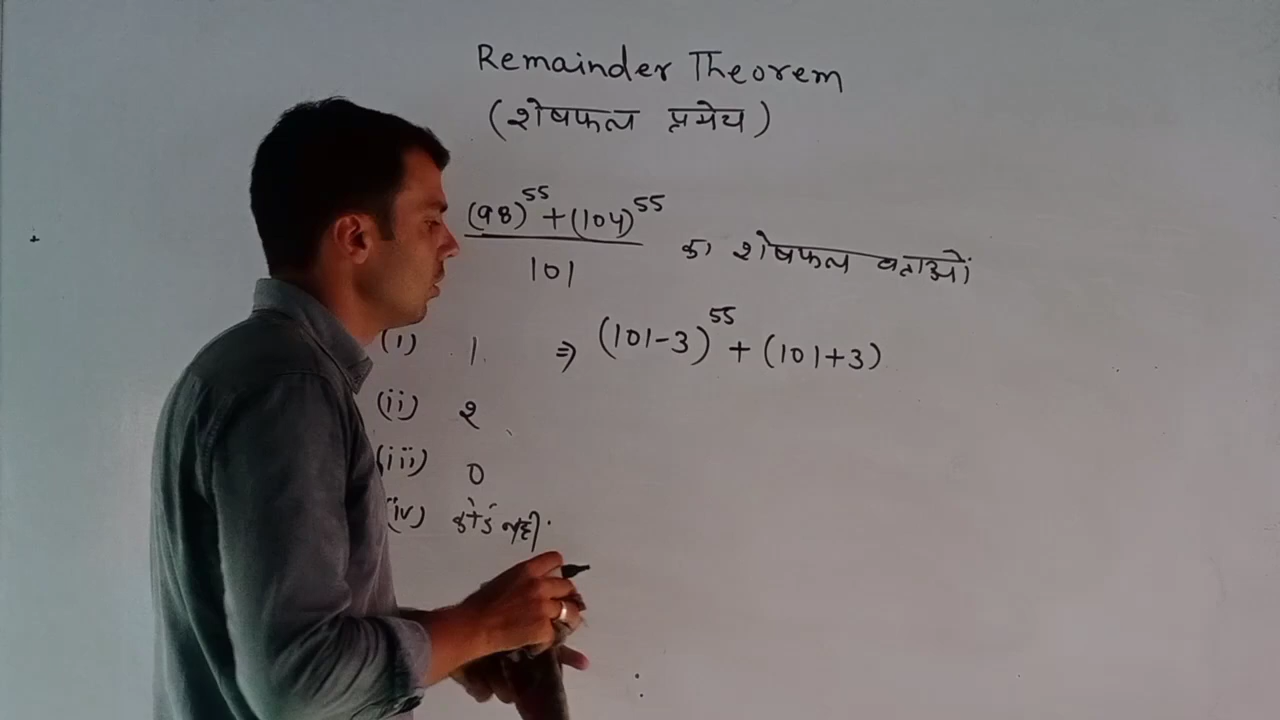 Remainder Theorem
(शेषफल प्रमेय)
(98)^55 + (104)^55
101
का शेषफल बताओं
(i) 1
⇒ (101-3)^55 + (101+3)
(ii) 2
(iii) 0
(iv) कोई नही